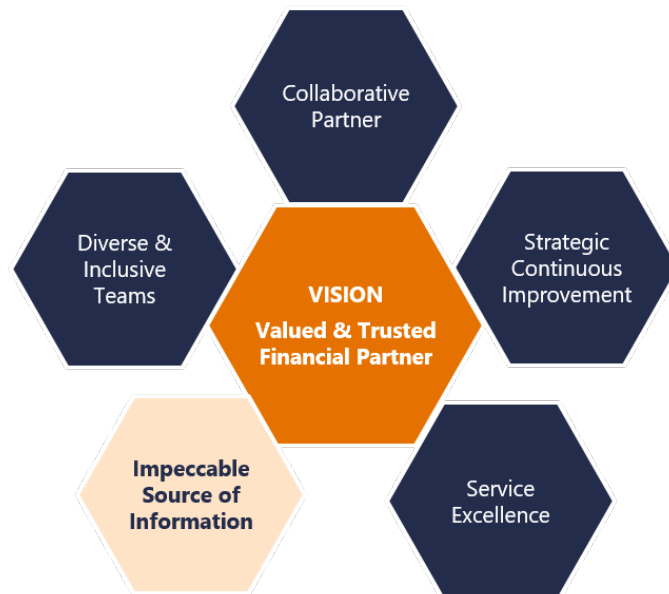 Collaborative
Partner
Diverse &
Inclusive
Teams
Strategic
Continuous
Improvement
VISION
Valued & Trusted
Financial Partner
Impeccable
Source of
Information
Service
Excellence